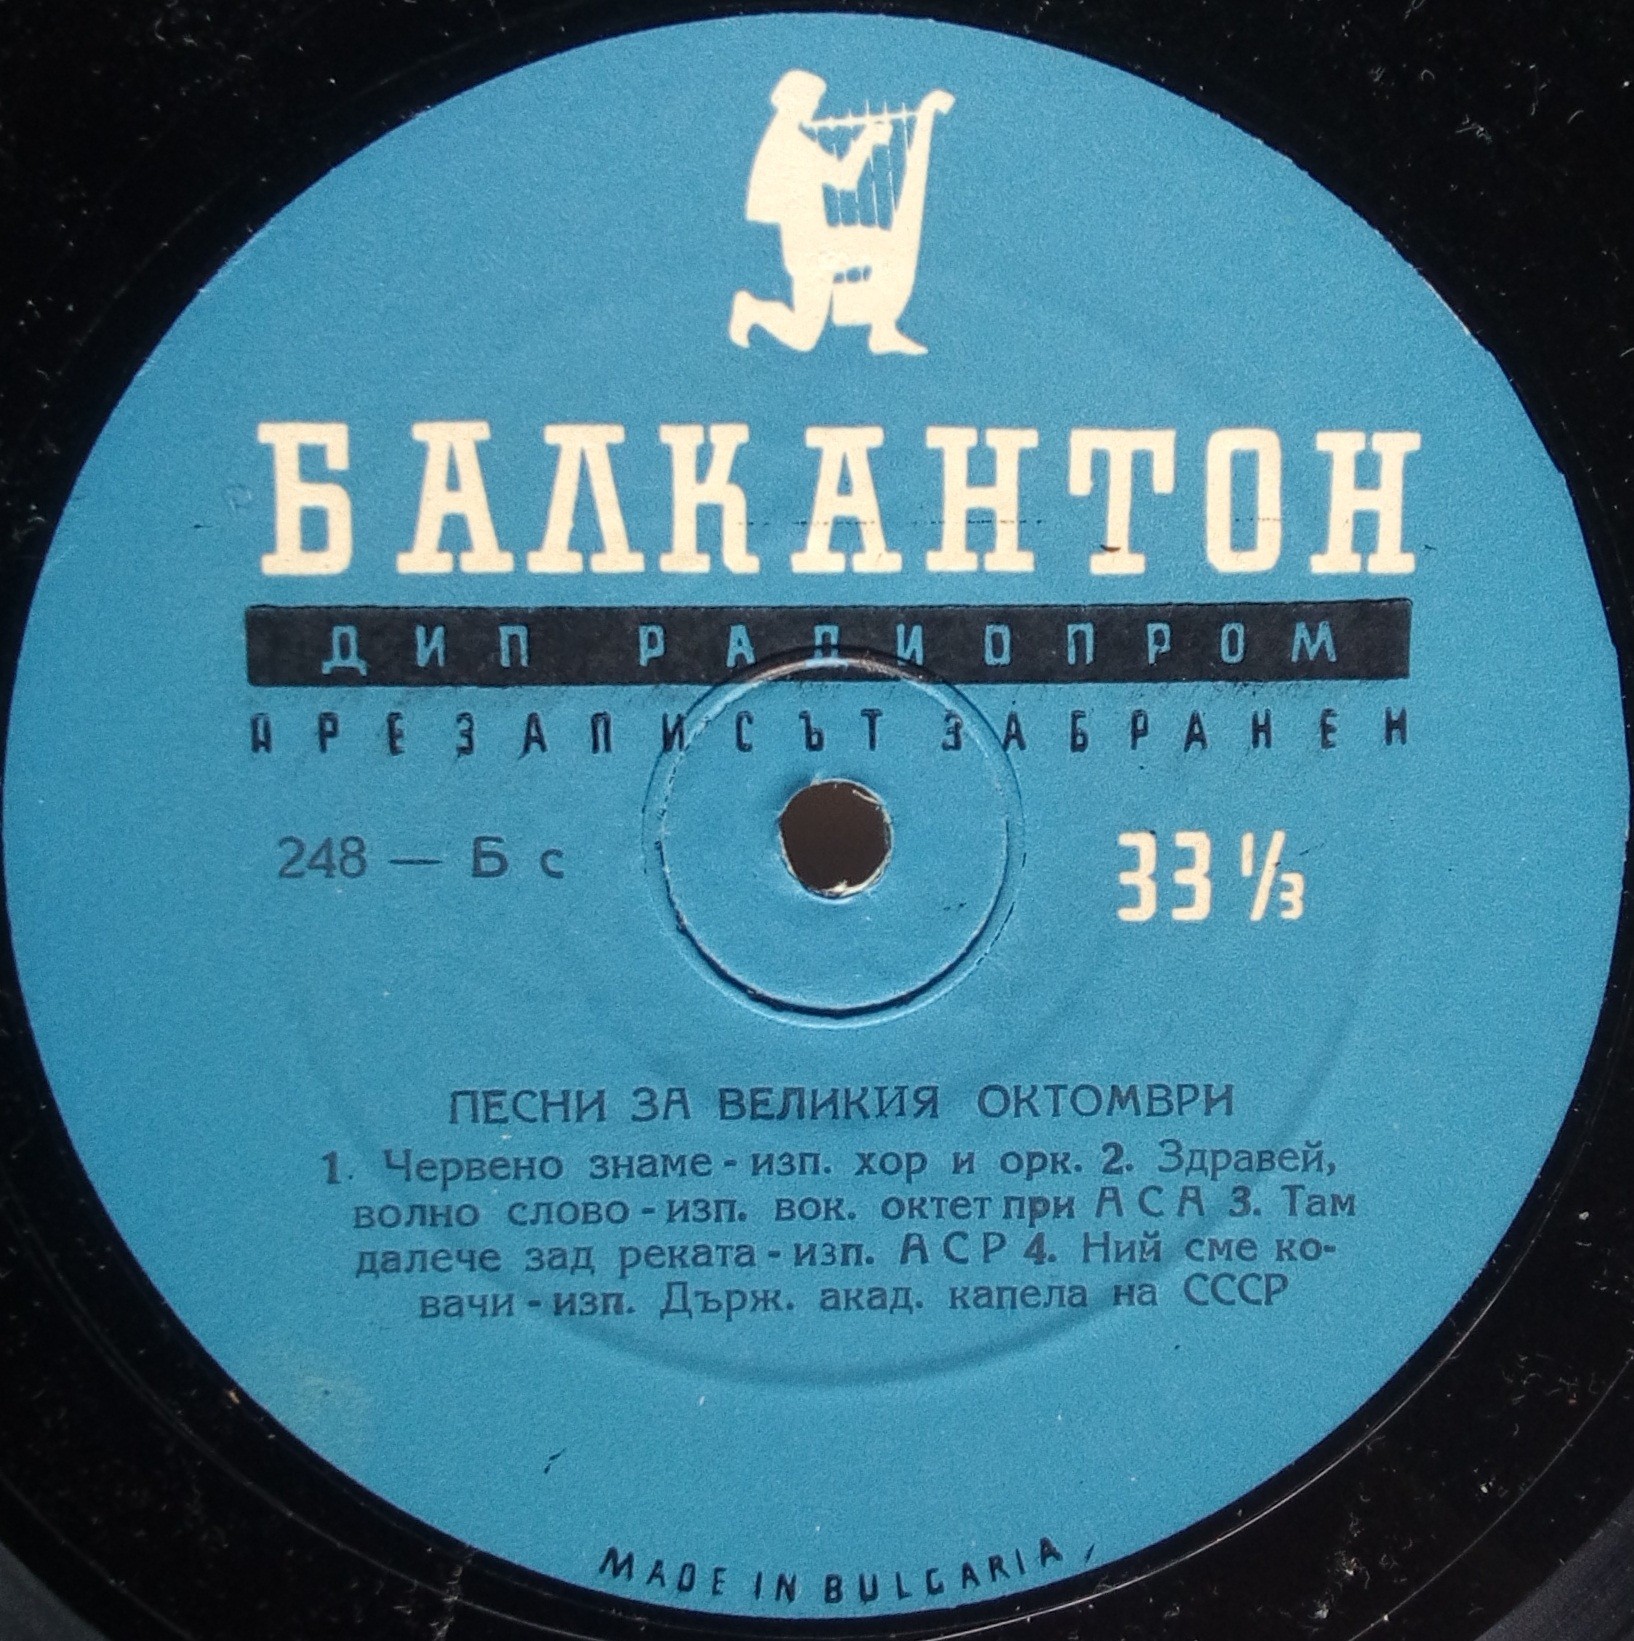 БАЛКАНТОН
ДИП РАДИОПРОМ
ПРЕЗАПИСЪТ ЗАБРАНЕН
248 — Б с
33 1/3
ПЕСНИ ЗА ВЕЛИКИЯ ОКТОМВРИ
1. Червено знаме - изп. хор и орк. 2. Здравей,
волно слово - изп. вок. октет при А С А 3. Там
далече зад реката - изп. А С Р 4. Ний сме ко-
вачи - изп. Държ. акад. капела на СССР
MADE IN BULGARIA